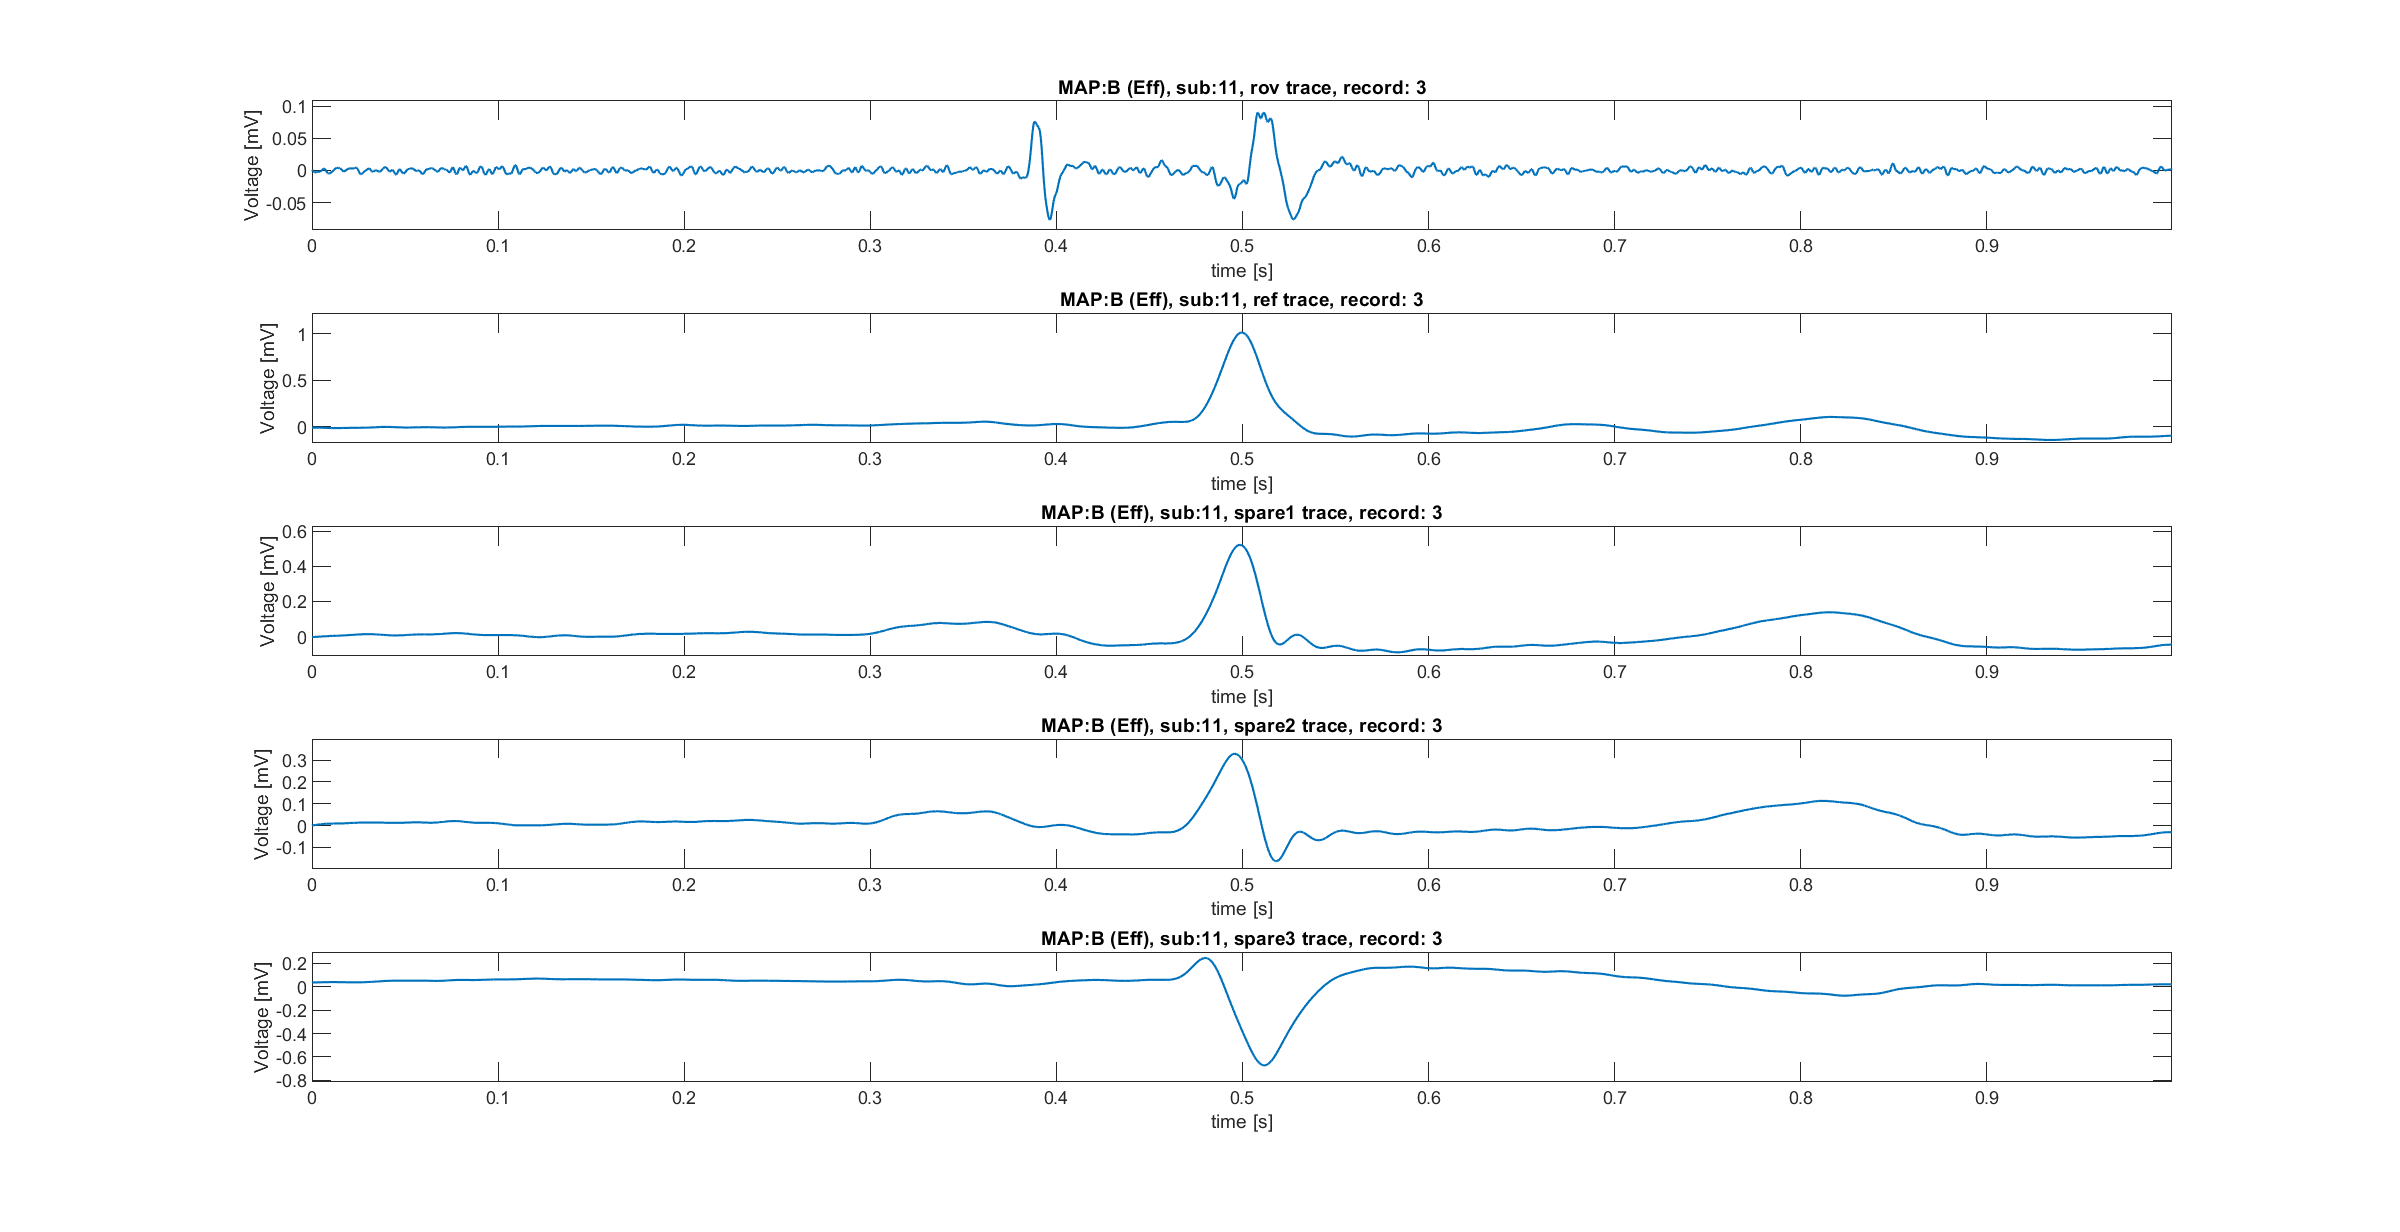 MAP:B (Eff), sub:11, rov trace, record: 3
Voltage [mV]
0.1
0.05
0
-0.05
0 0.1 0.2 0.3 0.4 0.5 0.6 0.7 0.8 0.9
time [s]
MAP:B (Eff), sub:11, ref trace, record: 3
Voltage [mV]
1
0.5
0
0 0.1 0.2 0.3 0.4 0.5 0.6 0.7 0.8 0.9
time [s]
MAP:B (Eff), sub:11, spare1 trace, record: 3
Voltage [mV]
0.6
0.4
0.2
0
0 0.1 0.2 0.3 0.4 0.5 0.6 0.7 0.8 0.9
time [s]
MAP:B (Eff), sub:11, spare2 trace, record: 3
Voltage [mV]
0.3
0.2
0.1
0
-0.1
0 0.1 0.2 0.3 0.4 0.5 0.6 0.7 0.8 0.9
time [s]
MAP:B (Eff), sub:11, spare3 trace, record: 3
Voltage [mV]
0.2
0
-0.2
-0.4
-0.6
-0.8
0 0.1 0.2 0.3 0.4 0.5 0.6 0.7 0.8 0.9
time [s]